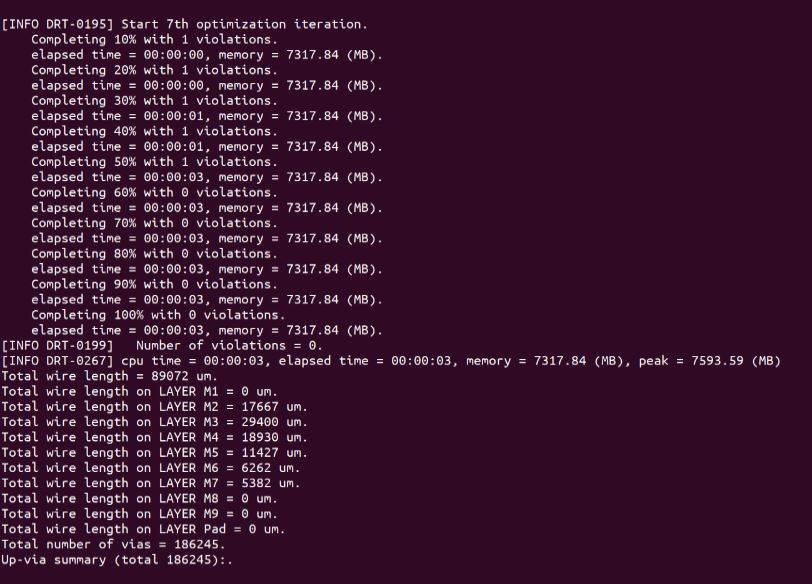 [INFO DRT-0195] Start 7th optimization iteration.
    Completing 10% with 1 violations.
    elapsed time = 00:00:00, memory = 7317.84 (MB).
    Completing 20% with 1 violations.
    elapsed time = 00:00:00, memory = 7317.84 (MB).
    Completing 30% with 1 violations.
    elapsed time = 00:00:01, memory = 7317.84 (MB).
    Completing 40% with 1 violations.
    elapsed time = 00:00:01, memory = 7317.84 (MB).
    Completing 50% with 1 violations.
    elapsed time = 00:00:03, memory = 7317.84 (MB).
    Completing 60% with 0 violations.
    elapsed time = 00:00:03, memory = 7317.84 (MB).
    Completing 70% with 0 violations.
    elapsed time = 00:00:03, memory = 7317.84 (MB).
    Completing 80% with 0 violations.
    elapsed time = 00:00:03, memory = 7317.84 (MB).
    Completing 90% with 0 violations.
    elapsed time = 00:00:03, memory = 7317.84 (MB).
    Completing 100% with 0 violations.
    elapsed time = 00:00:03, memory = 7317.84 (MB).
[INFO DRT-0199]   Number of violations = 0.
[INFO DRT-0267] cpu time = 00:00:03, elapsed time = 00:00:03, memory = 7317.84 (MB), peak = 7593.59 (MB)
Total wire length = 89072 um.
Total wire length on LAYER M1 = 0 um.
Total wire length on LAYER M2 = 17667 um.
Total wire length on LAYER M3 = 29400 um.
Total wire length on LAYER M4 = 18930 um.
Total wire length on LAYER M5 = 11427 um.
Total wire length on LAYER M6 = 6262 um.
Total wire length on LAYER M7 = 5382 um.
Total wire length on LAYER M8 = 0 um.
Total wire length on LAYER M9 = 0 um.
Total wire length on LAYER Pad = 0 um.
Total number of vias = 186245.
Up-via summary (total 186245):.